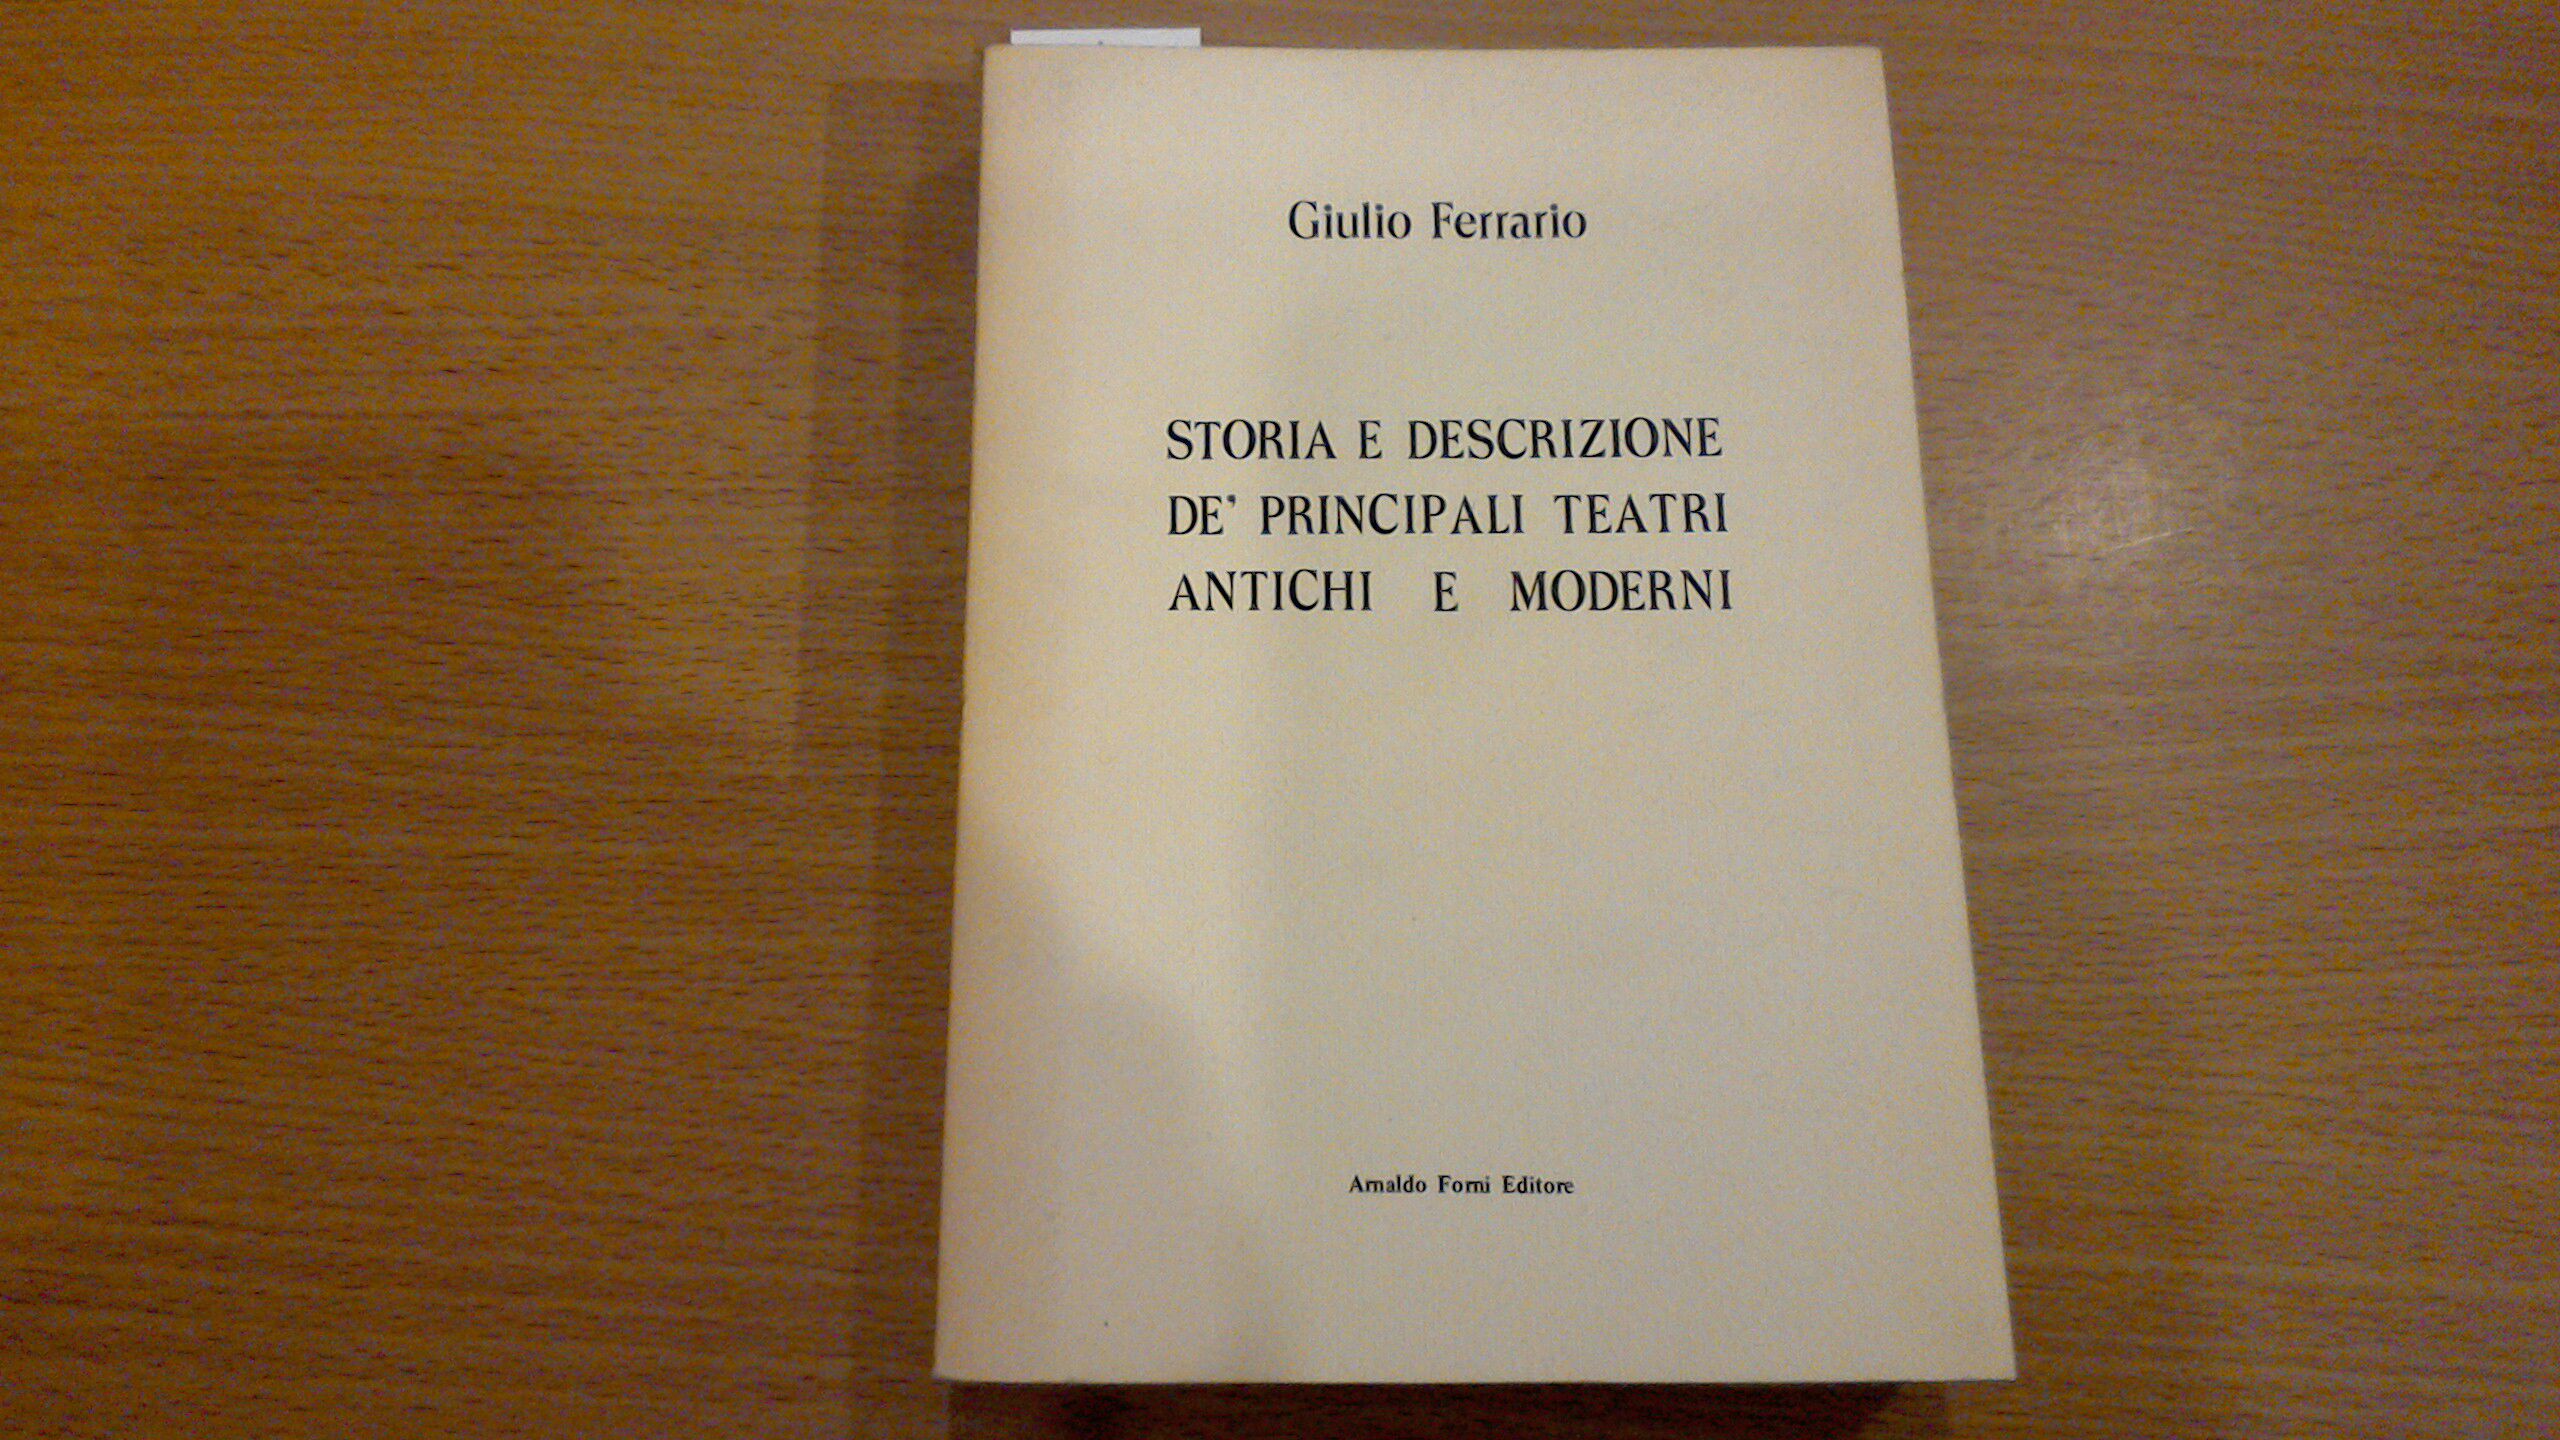 Giulio Ferrario
STORIA E DESCRIZIONE
DE' PRINCIPALI TEATRI
ANTICHI E MODERNI
Arnaldo Forni Editore